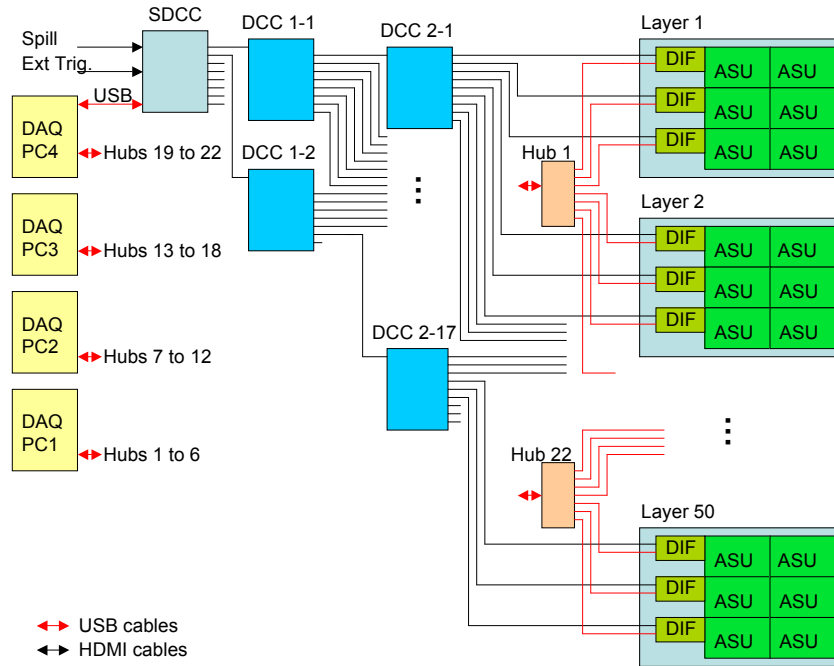 SDCC
DCC 1-1
DCC 2-1
Layer 1
Spill
Ext Trig.
USB
DAQ
PC4
Hubs 19 to 22
DIF
ASU
ASU
DIF
ASU
ASU
DIF
ASU
ASU
DCC 1-2
Hub 1
...
Layer 2
DAQ
PC3
Hubs 13 to 18
DIF
ASU
ASU
DIF
ASU
ASU
DIF
ASU
ASU
DAQ
PC2
Hubs 7 to 12
DCC 2-17
DAQ
PC1
Hubs 1 to 6
Hub 22
...
Layer 50
DIF
ASU
ASU
DIF
ASU
ASU
DIF
ASU
ASU
USB cables
HDMI cables